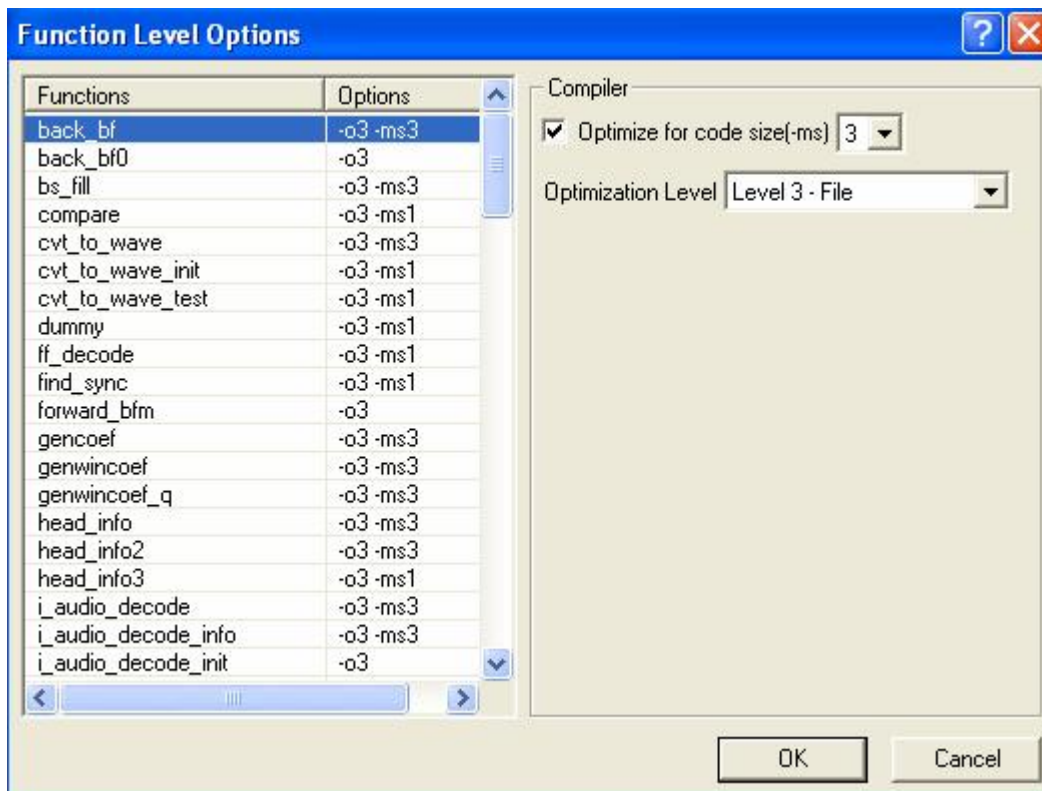 Function Level Options
Functions Options
back_bf -o3 -ms3
back_bf0 -o3
bs_fill -o3 -ms3
compare -o3 -ms1
cvt_to_wave -o3 -ms3
cvt_to_wave_init -o3 -ms1
cvt_to_wave_test -o3 -ms1
dummy -o3 -ms1
ff_decode -o3 -ms1
find_sync -o3 -ms1
forward_bfm -o3
gencoef -o3 -ms3
genwincoef -o3 -ms3
genwincoef_q -o3 -ms3
head_info -o3 -ms3
head_info2 -o3 -ms3
head_info3 -o3 -ms1
i_audio_decode -o3 -ms3
i_audio_decode_info -o3 -ms3
i_audio_decode_init -o3
Compiler
Optimize for code size(-ms) 3
Optimization Level Level 3 - File
OK Cancel